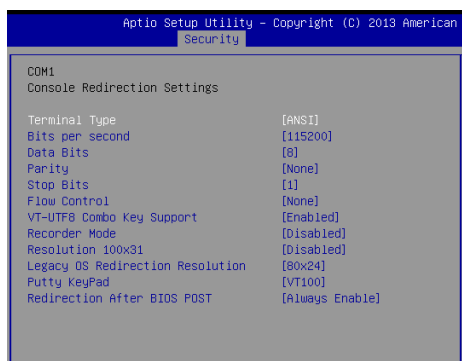 Aptio Setup Utility – Copyright (C) 2013 American
Security
COM1
Console Redirection Settings
Terminal Type [ANSI]
Bits per second [115200]
Data Bits [8]
Parity [None]
Stop Bits [1]
Flow Control [None]
VT-UTF8 Combo Key Support [Enabled]
Recorder Mode [Disabled]
Resolution 100x31 [Disabled]
Legacy OS Redirection Resolution [80x24]
Putty KeyPad [VT100]
Redirection After BIOS POST [Always Enable]